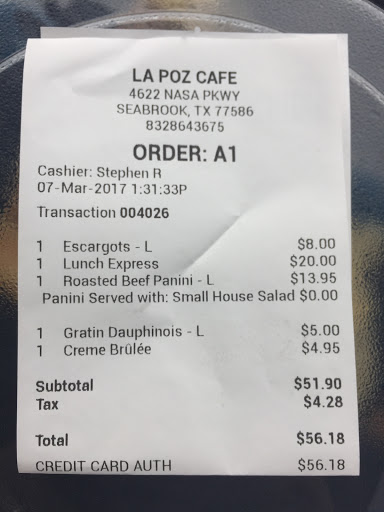 LA POZ CAFE
4622 NASA PKWY
SEABROOK, TX 77586
8328643675
ORDER: A1
Cashier: Stephen R
07-Mar-2017 1:31:33P
Transaction 004026
1 Escargots - L $8.00
1 Lunch Express $20.00
1 Roasted Beef Panini - L $13.95
Panini Served with: Small House Salad $0.00
1 Gratin Dauphinois - L $5.00
1 Creme Brûlée $4.95
Subtotal $51.90
Tax $4.28
Total $56.18
CREDIT CARD AUTH $56.18